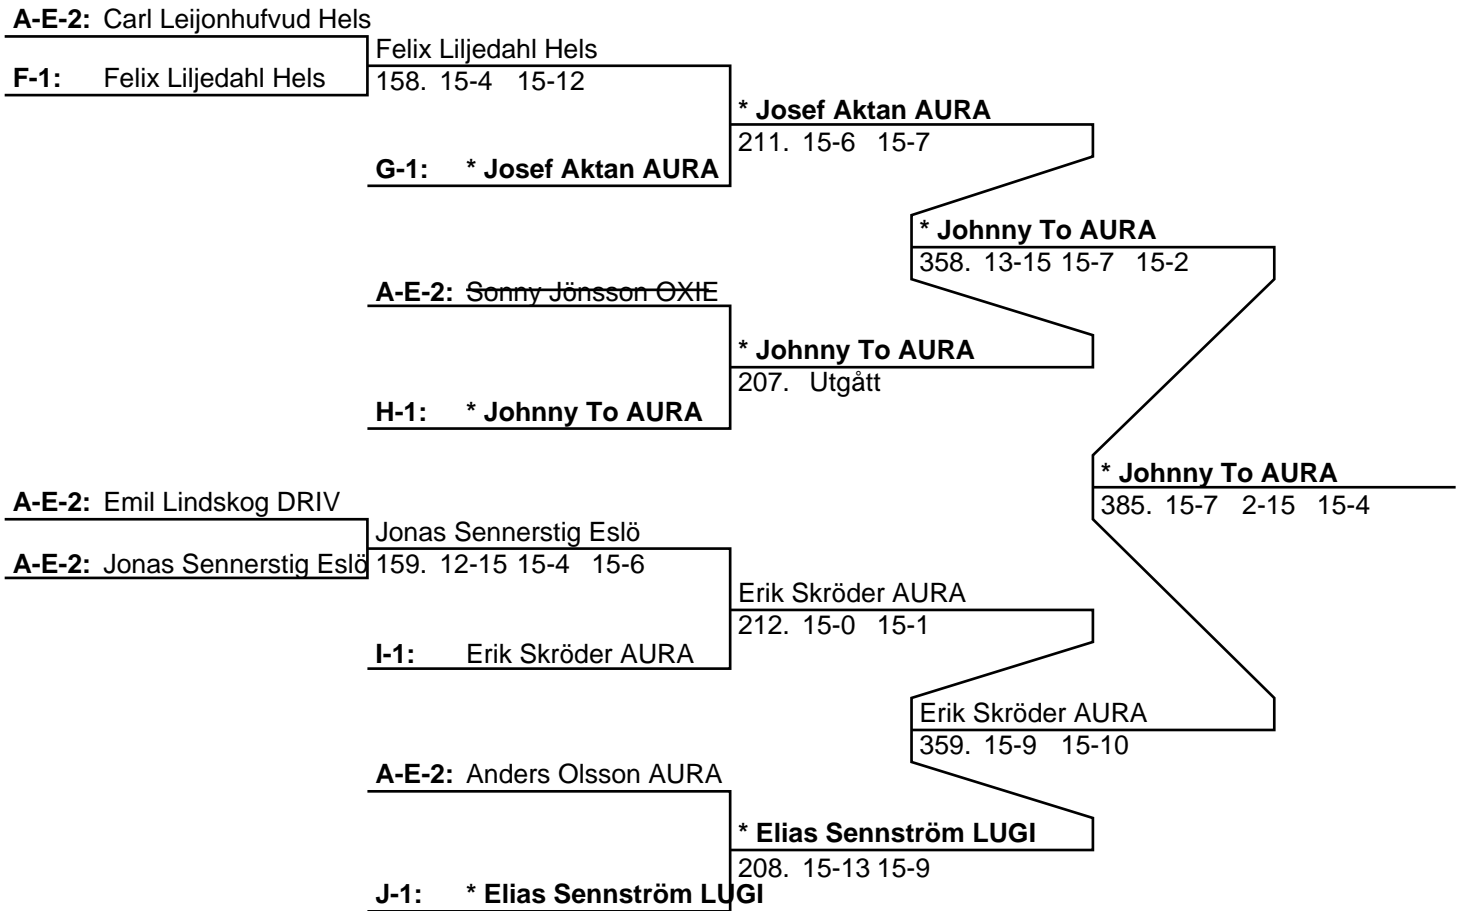 A-E-2: Carl Leijonhufvud Hels
Felix Liljedahl Hels
F-1: Felix Liljedahl Hels
158. 15-4 15-12
* Josef Aktan AURA
211. 15-6 15-7
G-1: * Josef Aktan AURA
* Johnny To AURA
358. 13-15 15-7 15-2
A-E-2: Sonny Jönsson OXIE
* Johnny To AURA
207. Utgått
H-1: * Johnny To AURA
* Johnny To AURA
385. 15-7 2-15 15-4
A-E-2: Emil Lindskog DRIV
Jonas Sennerstig Eslö
A-E-2: Jonas Sennerstig Eslö
159. 12-15 15-4 15-6
Erik Skröder AURA
212. 15-0 15-1
I-1: Erik Skröder AURA
Erik Skröder AURA
359. 15-9 15-10
A-E-2: Anders Olsson AURA
* Elias Sennström LUGI
208. 15-13 15-9
J-1: * Elias Sennström LUGI